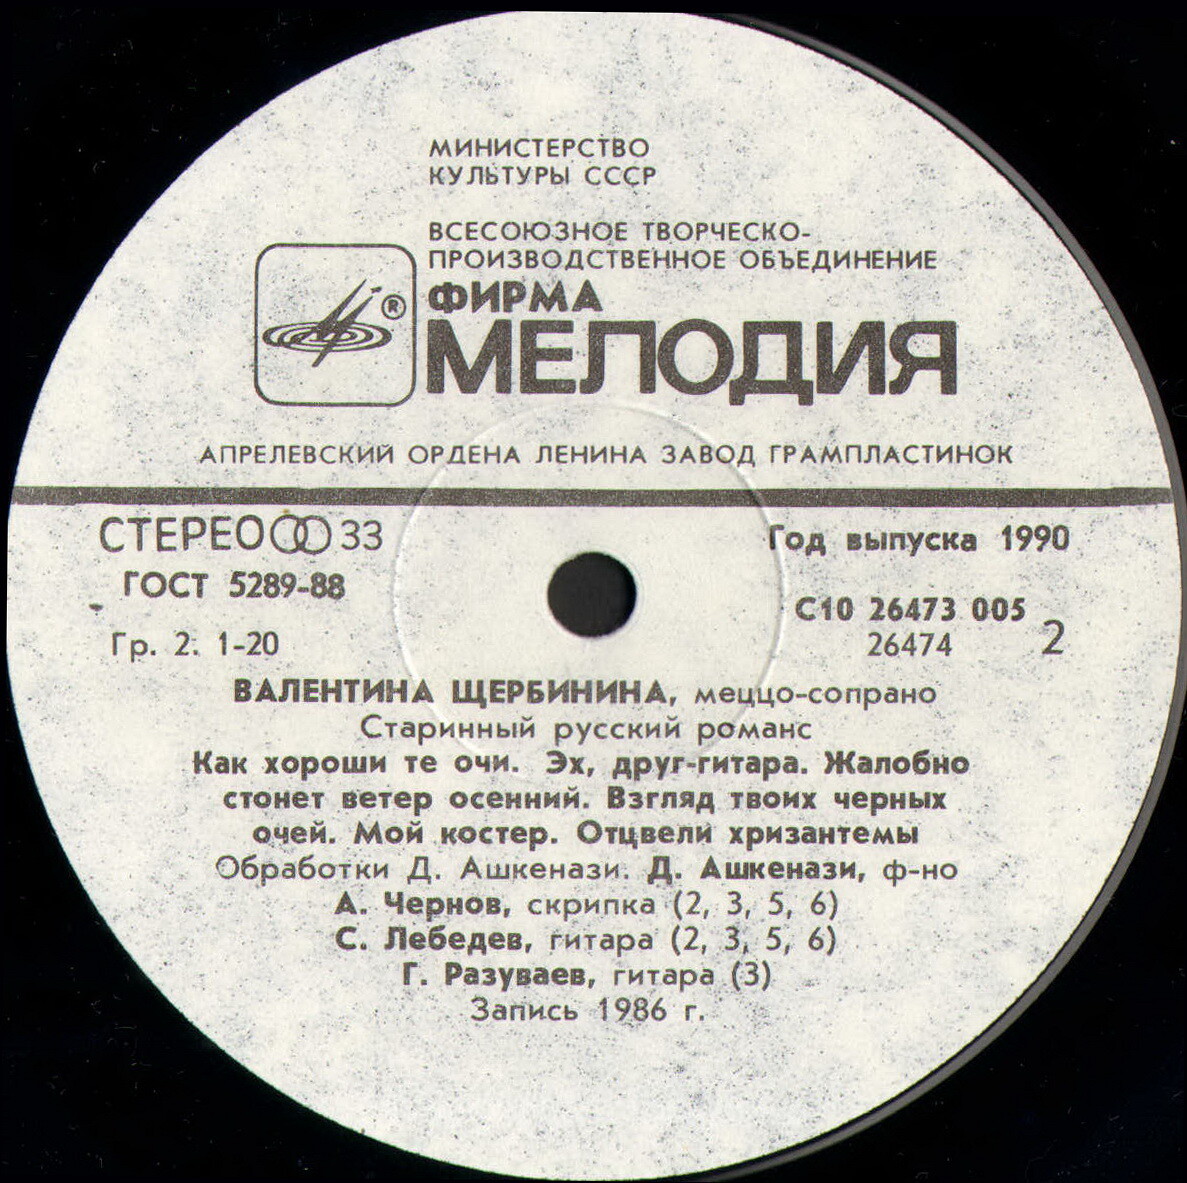 МИНИСТЕРСТВО
КУЛЬТУРЫ СССР
ВСЕСОЮЗНОЕ ТВОРЧЕСКО-
ПРОИЗВОДСТВЕННОЕ ОБЪЕДИНЕНИЕ
ФИРМА
®
МЕЛОДИЯ
АПРЕЛЕВСКИЙ ОРДЕНА ЛЕНИНА ЗАВОД ГРАМПЛАСТИНОК
СТЕРЕО 33
Год выпуска 1990
ГОСТ 5289-88
С10 26473 005
Гр. 2. 1-20
26474 2
ВАЛЕНТИНА ЩЕРБИНИНА, меццо-сопрано
Старинный русский романс
Как хороши те очи. Эх, друг-гитара. Жалобно
стонет ветер осенний. Взгляд твоих черных
очей. Мой костер. Отцвели хризантемы
Обработки Д. Ашкенази. Д. Ашкенази, ф-но
А. Чернов, скрипка (2, 3, 5, 6)
С. Лебедев, гитара (2, 3, 5, 6)
Г. Разуваев, гитара (3)
Запись 1986 г.